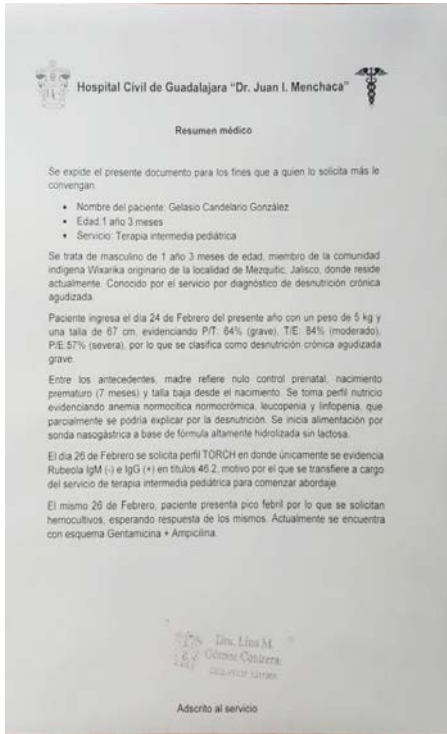 Hospital Civil de Guadalajara "Dr. Juan I. Menchaca"
Resumen médico
Se expide el presente documento para los fines que a quien lo solicita más le
convengan.
• Nombre del paciente: Gelasio Candelario González
• Edad:1 año 3 meses
• Servicio: Terapia intermedia pediátrica
Se trata de masculino de 1 año 3 meses de edad, miembro de la comunidad
indígena Wixarika originario de la localidad de Mezquitic, Jalisco, donde reside
actualmente. Conocido por el servicio por diagnóstico de desnutrición crónica
agudizada.
Paciente ingresa el día 24 de Febrero del presente año con un peso de 5 kg y
una talla de 67 cm, evidenciando P/T: 64% (grave), T/E: 84% (moderado),
P/E:57% (severa), por lo que se clasifica como desnutrición crónica agudizada
grave.
Entre los antecedentes, madre refiere nulo control prenatal, nacimiento
prematuro (7 meses) y talla baja desde el nacimiento. Se toma perfil nutricio
evidenciando anemia normocítica normocrómica, leucopenia y linfopenia, que
parcialmente se podría explicar por la desnutrición. Se inicia alimentación por
sonda nasogástrica a base de fórmula altamente hidrolizada sin lactosa.
El día 26 de Febrero se solicita perfil TORCH en donde únicamente se evidencia
Rubeola IgM (-) e IgG (+) en títulos 46.2, motivo por el que se transfiere a cargo
del servicio de terapia intermedia pediátrica para comenzar abordaje.
El mismo 26 de Febrero, paciente presenta pico febril por lo que se solicitan
hemocultivos, esperando respuesta de los mismos. Actualmente se encuentra
con esquema Gentamicina + Ampicilina.
Dra. Lina M.
Gómez
Adscrito al servicio